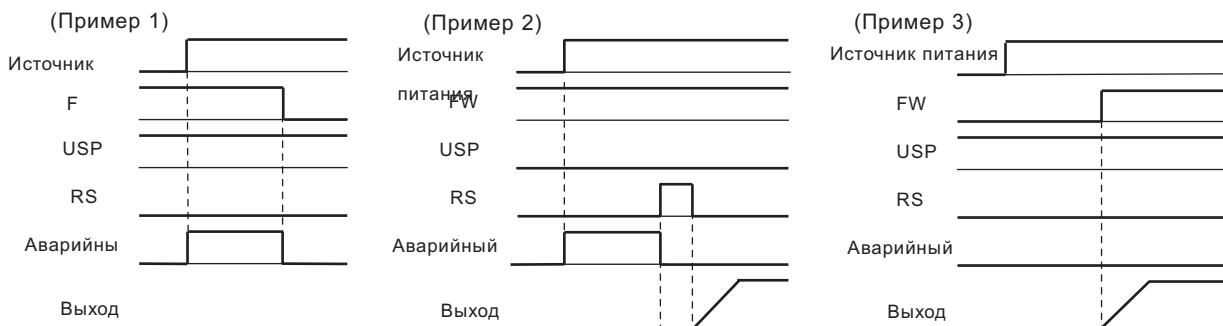 (Пример 1)
Источник
F
USP
RS
Аварийны
Выход
(Пример 2)
Источник
питания
FW
USP
RS
Аварийный
Выход
(Пример 3)
Источник питания
FW
USP
RS
Аварийный
Выход